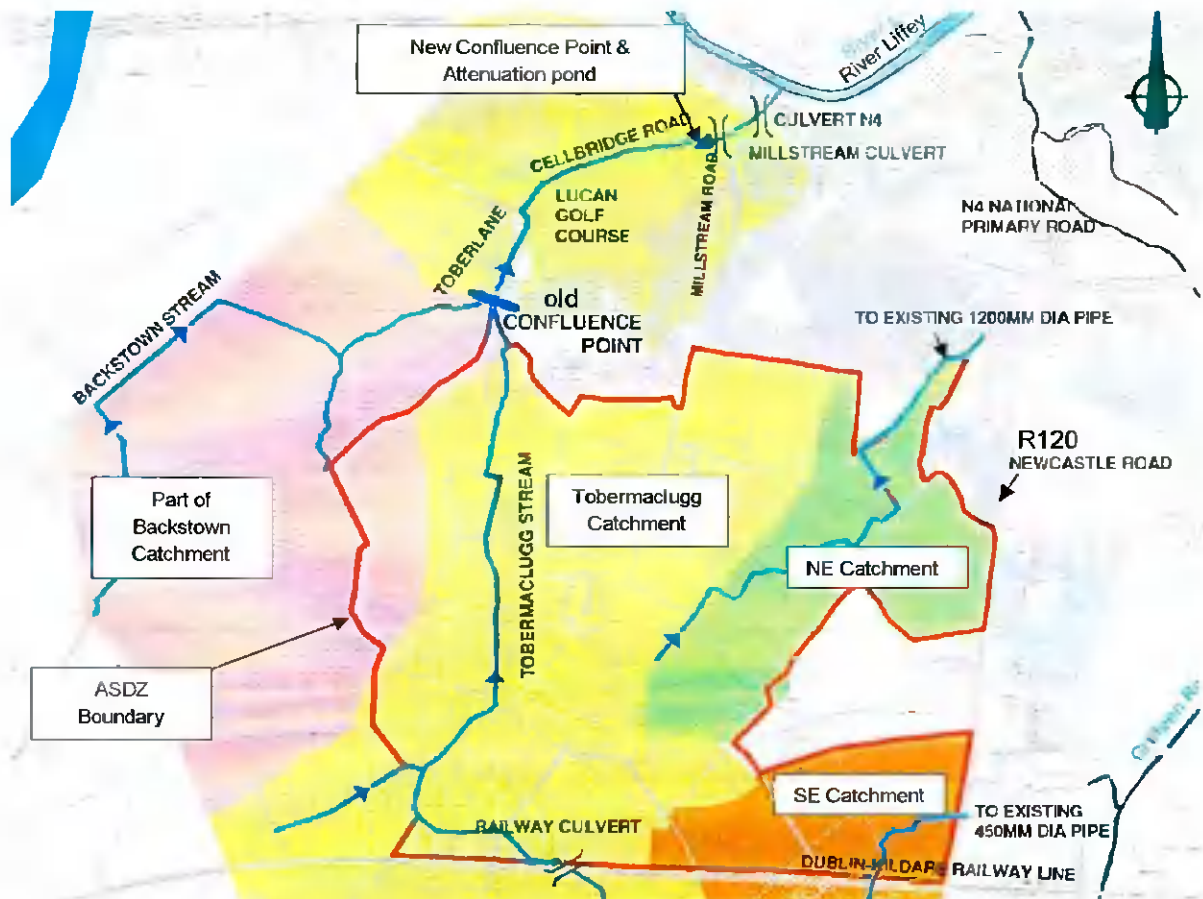 New Confluence Point &
Attenuation pond
River Liffey
CULVERT N4
MILLSTREAM CULVERT
CELLBRIDGE ROAD
LUCAN
GOLF
COURSE
MILLSTREAM ROAD
N4 NATIONAL
PRIMARY ROAD
TOBERLANE
old
CONFLUENCE
POINT
BACKSTOWN STREAM
TO EXISTING 1200MM DIA PIPE
R120
NEWCASTLE ROAD
Part of
Backstown
Catchment
Tobermaclugg
Catchment
TOBERMACLUGG STREAM
NE Catchment
ASDZ
Boundary
SE Catchment
TO EXISTING
450MM DIA PIPE
RAILWAY CULVERT
DUBLIN-KILDARE RAILWAY LINE